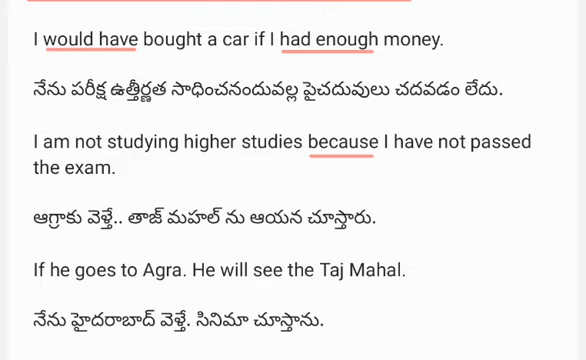 I would have bought a car if I had enough money.
నేను పరీక్ష ఉత్తీర్ణత సాధించనందువల్ల పైచదువులు చదవడం లేదు.
I am not studying higher studies because I have not passed
the exam.
ఆగ్రాకు వెళ్తే.. తాజ్ మహల్ ను ఆయన చూస్తారు.
If he goes to Agra. He will see the Taj Mahal.
నేను హైదరాబాద్ వెళ్తే. సినిమా చూస్తాను.